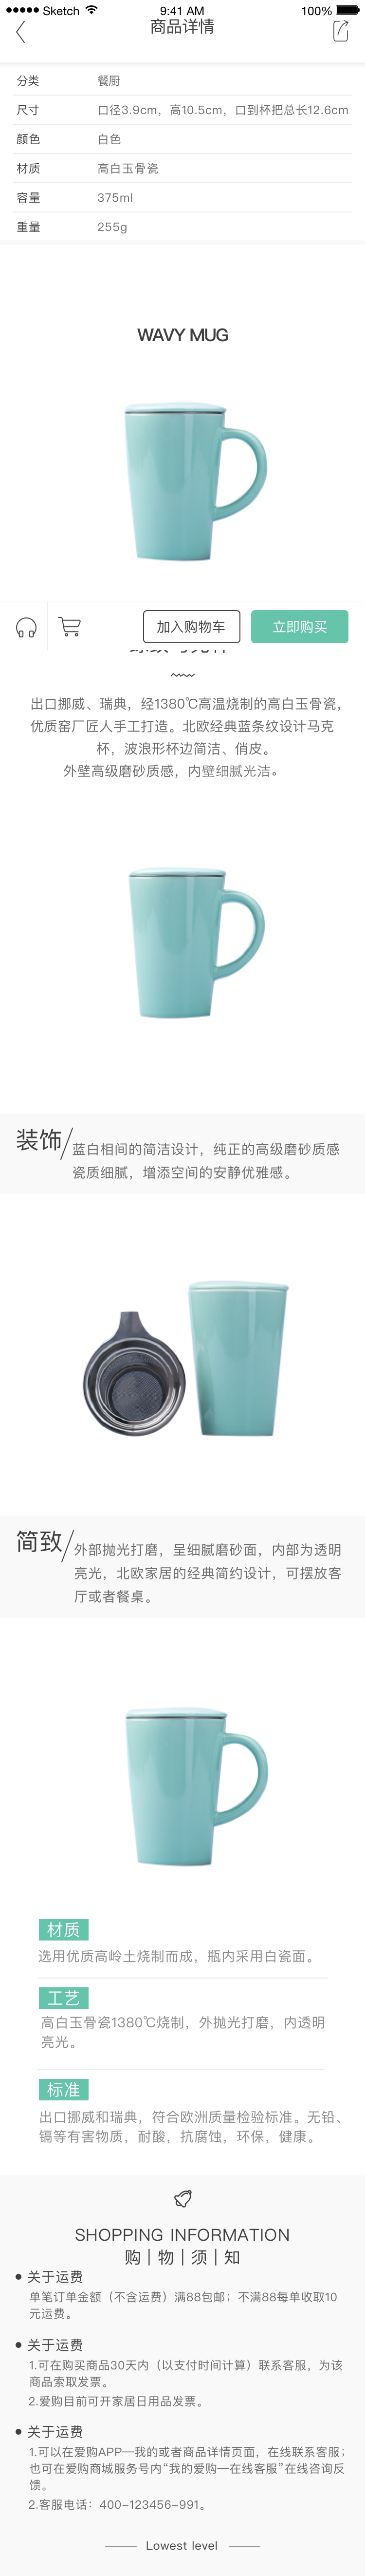 Sketch 9:41 AM 100%
商品详情
分类 餐厨
尺寸 口径3.9cm，高10.5cm，口到杯把总长12.6cm
颜色 白色
材质 高白玉骨瓷
容量 375ml
重量 255g
WAVY MUG
加入购物车 立即购买
出口挪威、瑞典，经1380℃高温烧制的高白玉骨瓷，
优质窑厂匠人手工打造。北欧经典蓝条纹设计马克
杯，波浪形杯边简洁、俏皮。
外壁高级磨砂质感，内壁细腻光洁。
装饰
蓝白相间的简洁设计，纯正的高级磨砂质感
瓷质细腻，增添空间的安静优雅感。
简致
外部抛光打磨，呈细腻磨砂面，内部为透明
亮光，北欧家居的经典简约设计，可摆放客
厅或者餐桌。
材质
选用优质高岭土烧制而成，瓶内采用白瓷面。
工艺
高白玉骨瓷1380℃烧制，外抛光打磨，内透明
亮光。
标准
出口挪威和瑞典，符合欧洲质量检验标准。无铅、
镉等有害物质，耐酸，抗腐蚀，环保，健康。
SHOPPING INFORMATION
购｜物｜须｜知
● 关于运费
单笔订单金额（不含运费）满88包邮；不满88每单收取10
元运费。
● 关于运费
1.可在购买商品30天内（以支付时间计算）联系客服，为该
商品索取发票。
2.爱购目前可开家居日用品发票。
● 关于运费
1.可以在爱购APP—我的或者商品详情页面，在线联系客服；
也可在爱购商城服务号内“我的爱购—在线客服”在线咨询反
馈。
2.客服电话：400-123456-991。
Lowest level